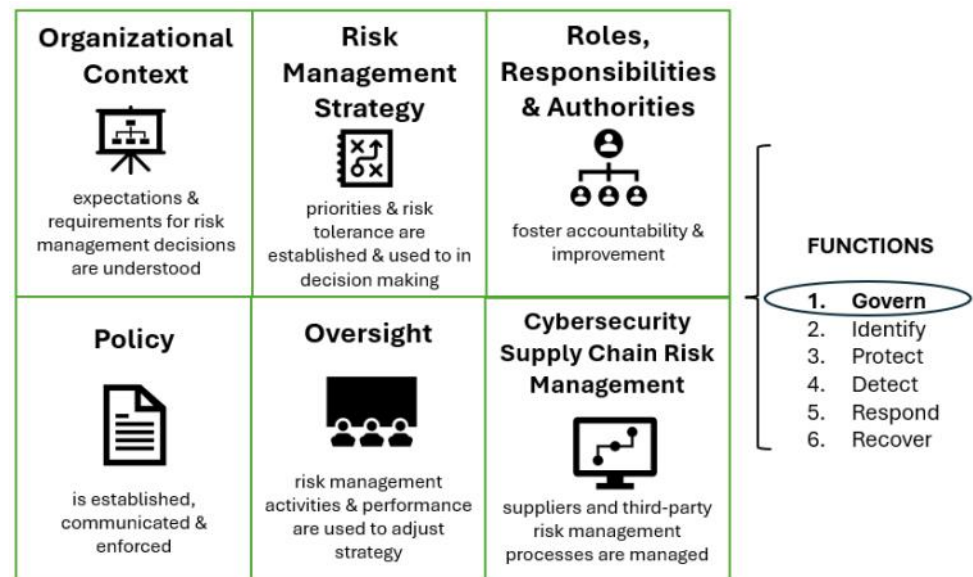 Organizational
Context
expectations &
requirements for risk
management decisions
are understood
Risk
Management
Strategy
priorities & risk
tolerance are
established & used to in
decision making
Roles,
Responsibilities
& Authorities
foster accountability &
improvement
Policy
is established,
communicated &
enforced
Oversight
risk management
activities & performance
are used to adjust
strategy
Cybersecurity
Supply Chain Risk
Management
suppliers and third-party
risk management
processes are managed
FUNCTIONS
1. Govern
2. Identify
3. Protect
4. Detect
5. Respond
6. Recover